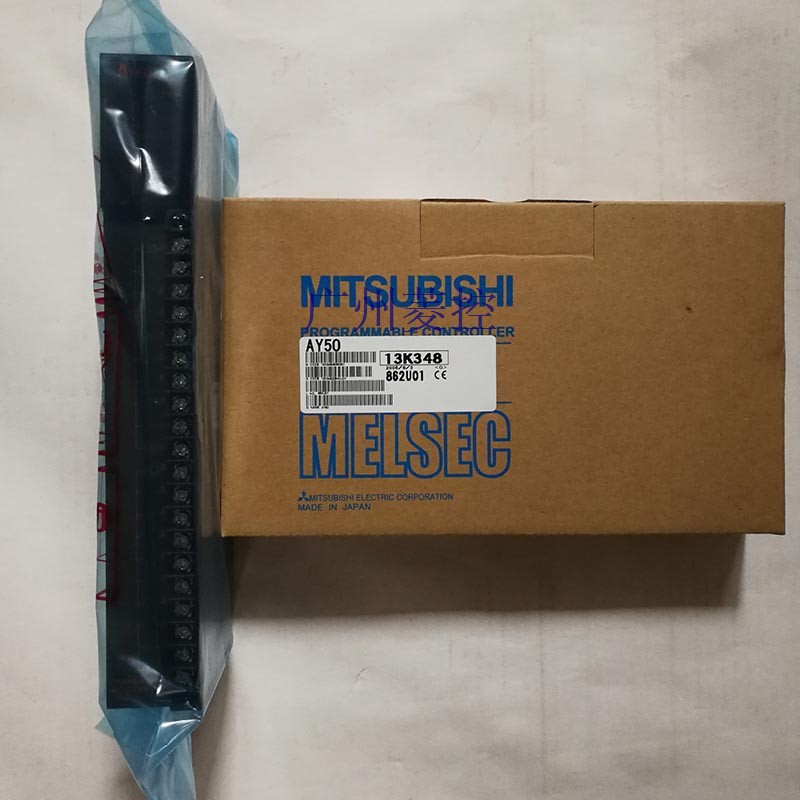 MITSUBISHI
广州菱控
PROGRAMMABLE CONTROLLER
AY50
13K348
862U01 CE
MELSEC
MITSUBISHI ELECTRIC CORPORATION
MADE IN JAPAN